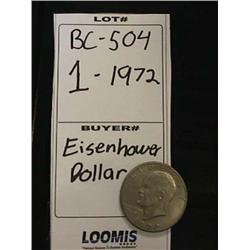 LOT#
BC-504
1-1972
BUYER#
Eisenhower
Dollar
LOOMIS